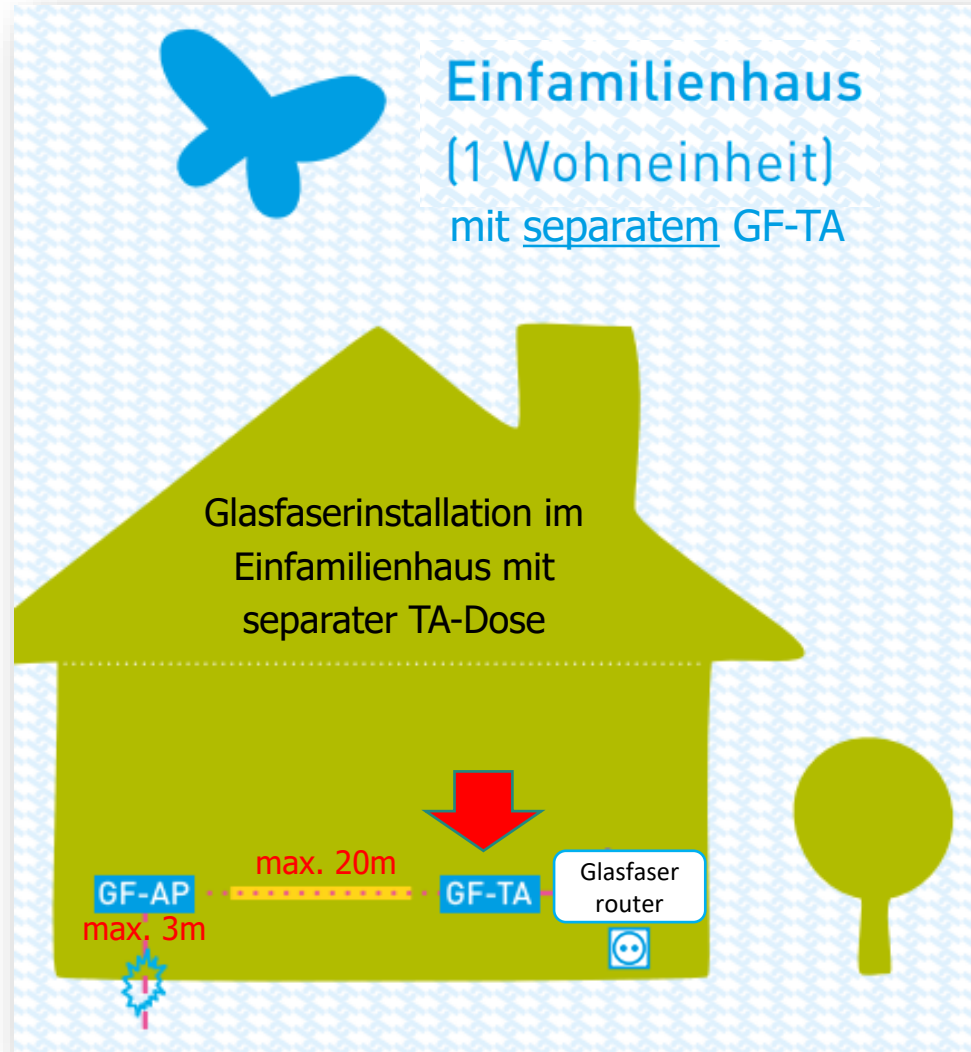 Einfamilienhaus
(1 Wohneinheit)
mit separatem GF-TA
Glasfaserinstallation im
Einfamilienhaus mit
separater TA-Dose
max. 20m
GF-AP
GF-TA
Glasfaser
router
max. 3m